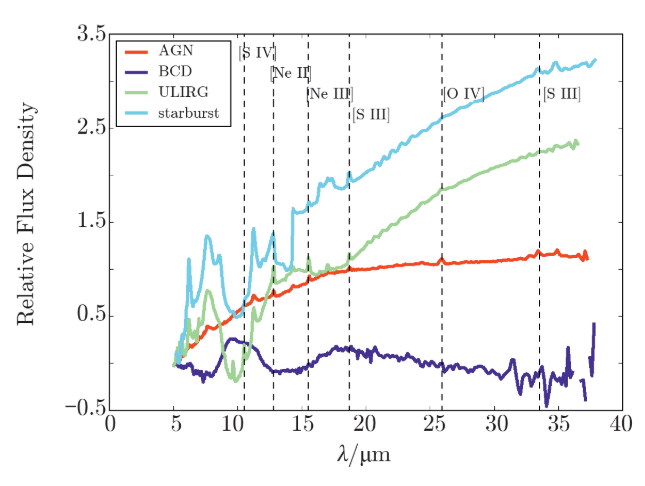 3.5
2.5
1.5
0.5
−0.5
Relative Flux Density
AGN
BCD
ULIRG
starburst
[S IV]
[Ne II]
[Ne III]
[S III]
[O IV]
[S III]
0 5 10 15 20 25 30 35 40
λ/μm